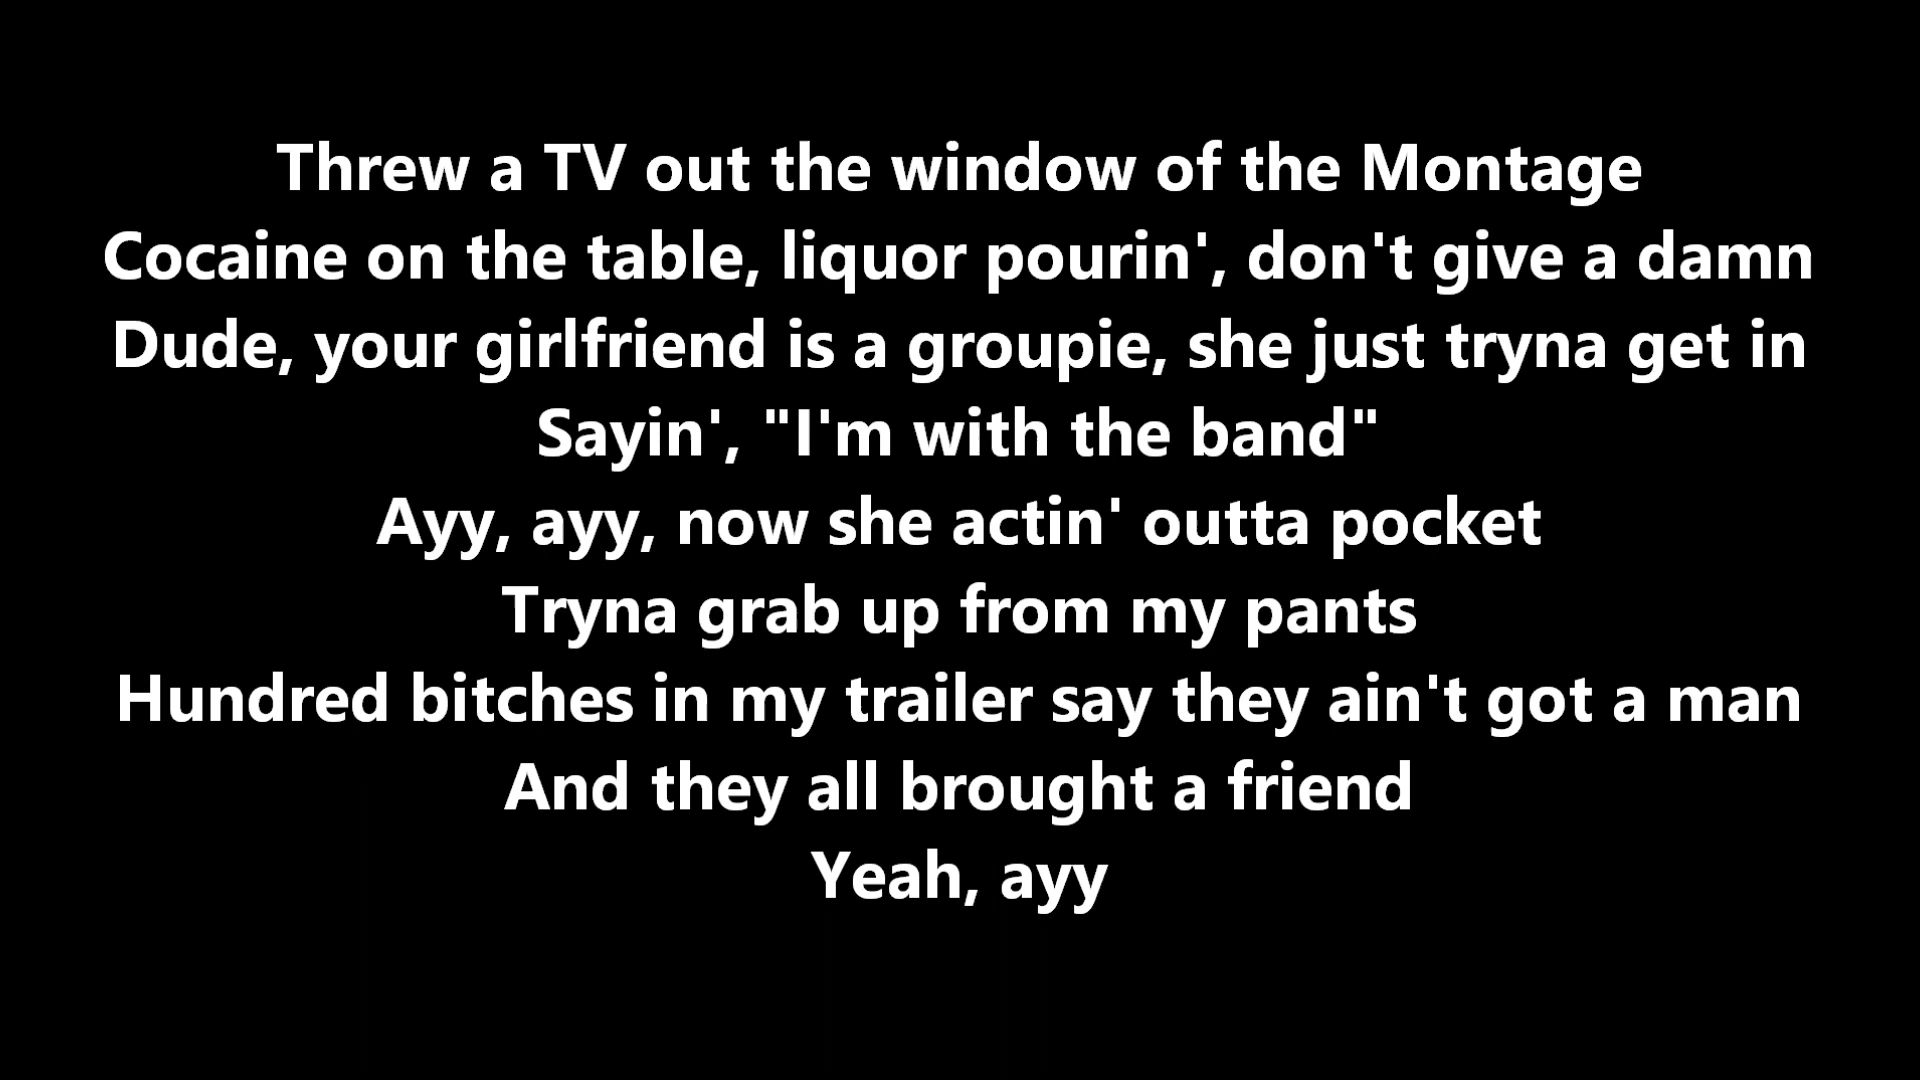 Threw a TV out the window of the Montage
Cocaine on the table, liquor pourin', don't give a damn
Dude, your girlfriend is a groupie, she just tryna get in
Sayin', "I'm with the band"
Ayy, ayy, now she actin' outta pocket
Tryna grab up from my pants
Hundred bitches in my trailer say they ain't got a man
And they all brought a friend
Yeah, ayy